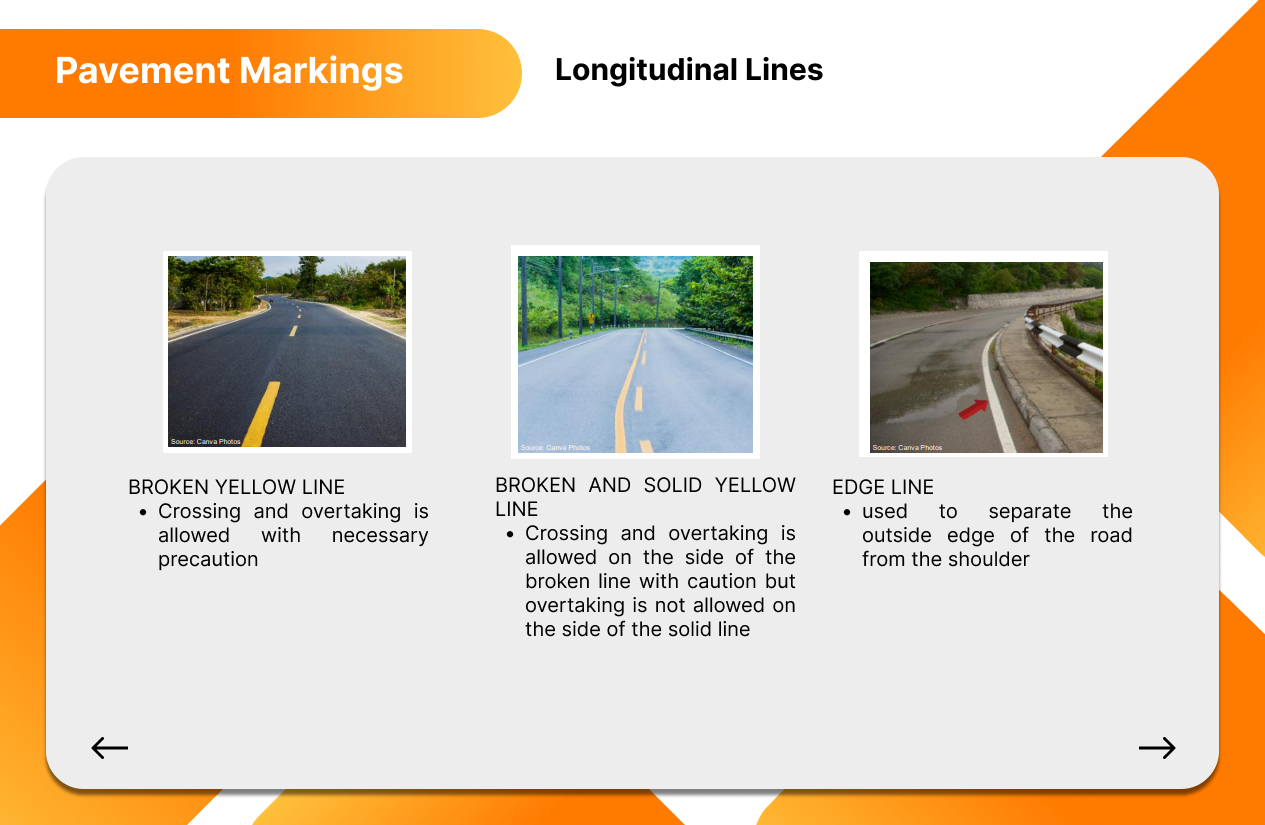 Pavement Markings
Longitudinal Lines
Source: Canva Photos
Source: Canva Photos
Source: Canva Photos
BROKEN YELLOW LINE
• Crossing and overtaking is
allowed with necessary
precaution
BROKEN AND SOLID YELLOW
LINE
• Crossing and overtaking is
allowed on the side of the
broken line with caution but
overtaking is not allowed on
the side of the solid line
EDGE LINE
• used to separate the
outside edge of the road
from the shoulder